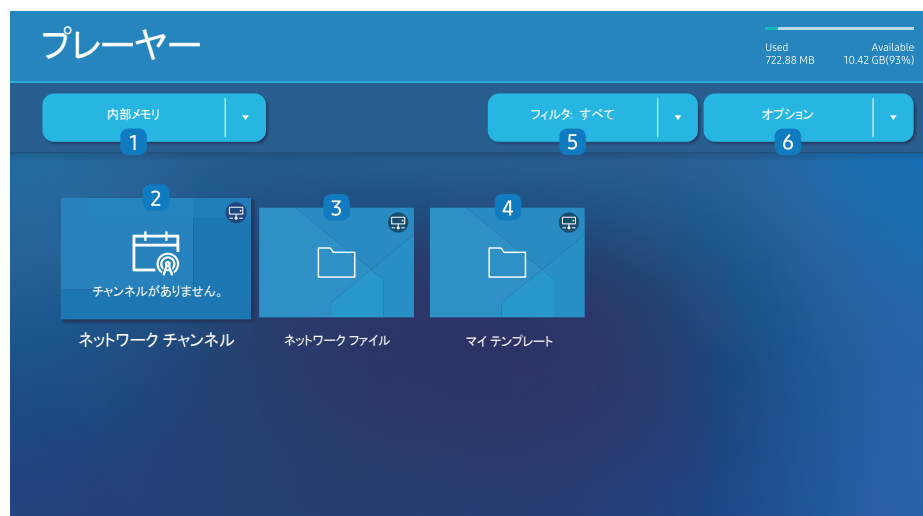 プレーヤー
Used Available
722.88 MB 10.42 GB(93%)
内部メモリ
フィルタ: すべて
オプション
1
5
6
2
3
4
チャンネルがありません。
ネットワーク チャンネル
ネットワーク ファイル
マイ テンプレート